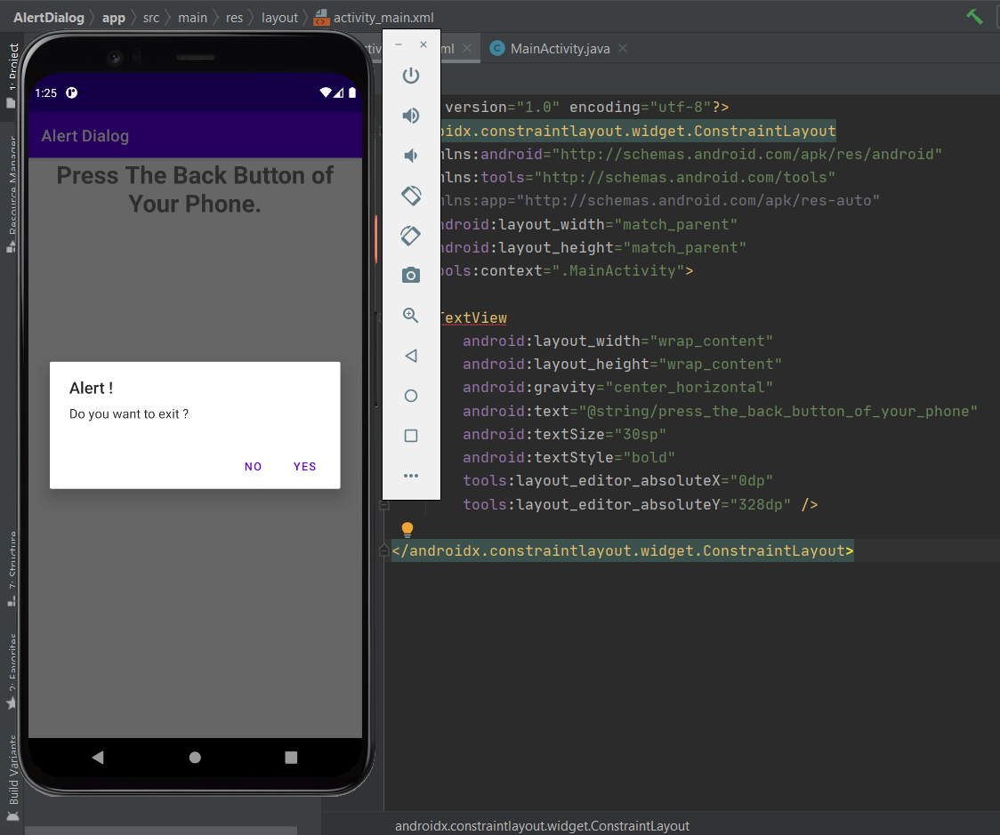 AlertDialog app src main res layout activity_main.xml
ml MainActivity.java
1: Project
Resource Manager
7: Structure
2: Favorites
Build Variants
1:25
Alert Dialog
Press The Back Button of
Your Phone.
Alert !
Do you want to exit ?
NO YES
version="1.0" encoding="utf-8"?>
oidx.constraintlayout.widget.ConstraintLayout
mlns:android="http://schemas.android.com/apk/res/android"
mlns:tools="http://schemas.android.com/tools"
mlns:app="http://schemas.android.com/apk/res-auto"
ndroid:layout_width="match_parent"
ndroid:layout_height="match_parent"
ools:context=".MainActivity">
TextView
android:layout_width="wrap_content"
android:layout_height="wrap_content"
android:gravity="center_horizontal"
android:text="@string/press_the_back_button_of_your_phone"
android:textSize="30sp"
android:textStyle="bold"
tools:layout_editor_absoluteX="0dp"
tools:layout_editor_absoluteY="328dp" />
</androidx.constraintlayout.widget.ConstraintLayout>
androidx.constraintlayout.widget.ConstraintLayout